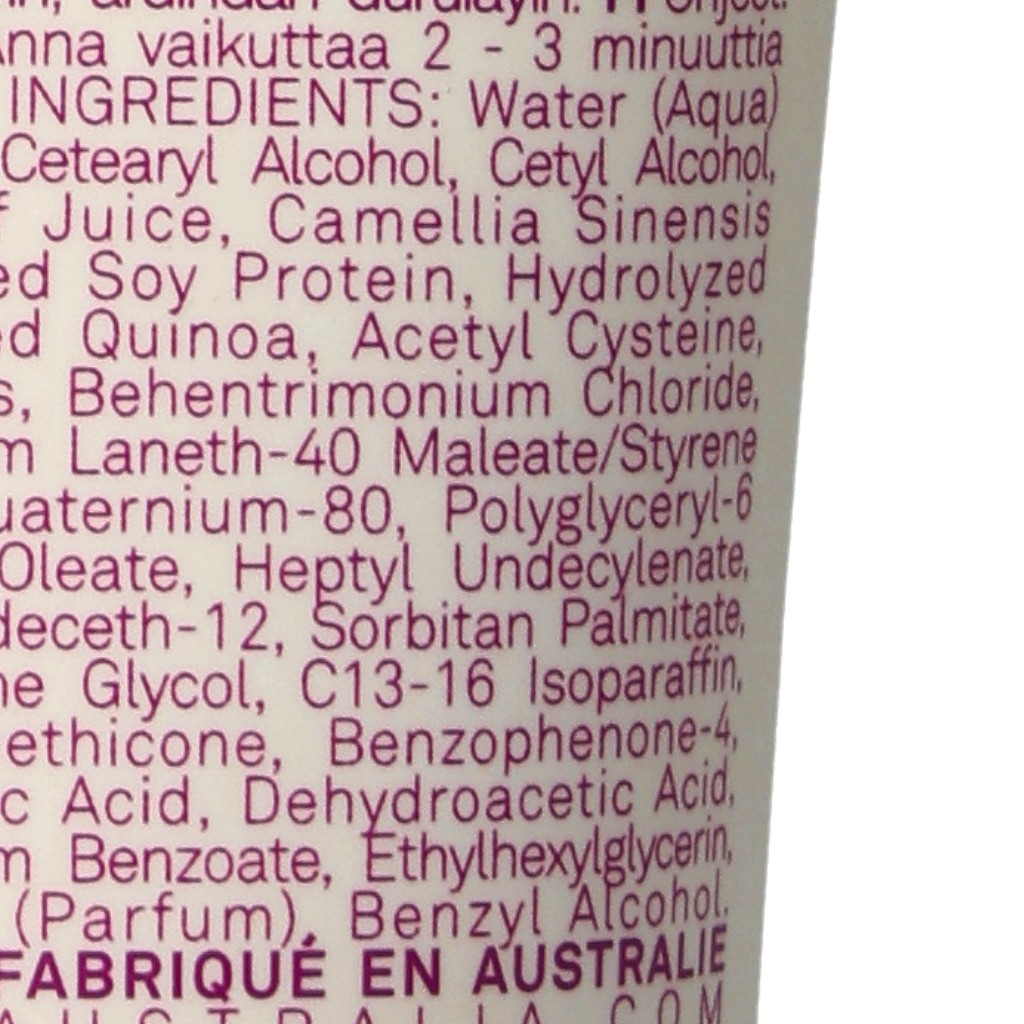 vaikuttaa 2 - 3 minuuttia
INGREDIENTS: Water (Aqua)
Cetearyl Alcohol, Cetyl Alcohol,
Juice, Camellia Sinensis
Soy Protein, Hydrolyzed
Quinoa, Acetyl Cysteine,
Behentrimonium Chloride,
Laneth-40 Maleate/Styrene
Polyglyceryl-6
Oleate, Heptyl Undecylenate,
Sorbitan Palmitate,
Glycol, C13-16 Isoparaffin,
Benzophenone-4,
Acid, Dehydroacetic Acid,
Benzoate, Ethylhexylglycerin,
(Parfum), Benzyl Alcohol.
FABRIQUÉ EN AUSTRALIE